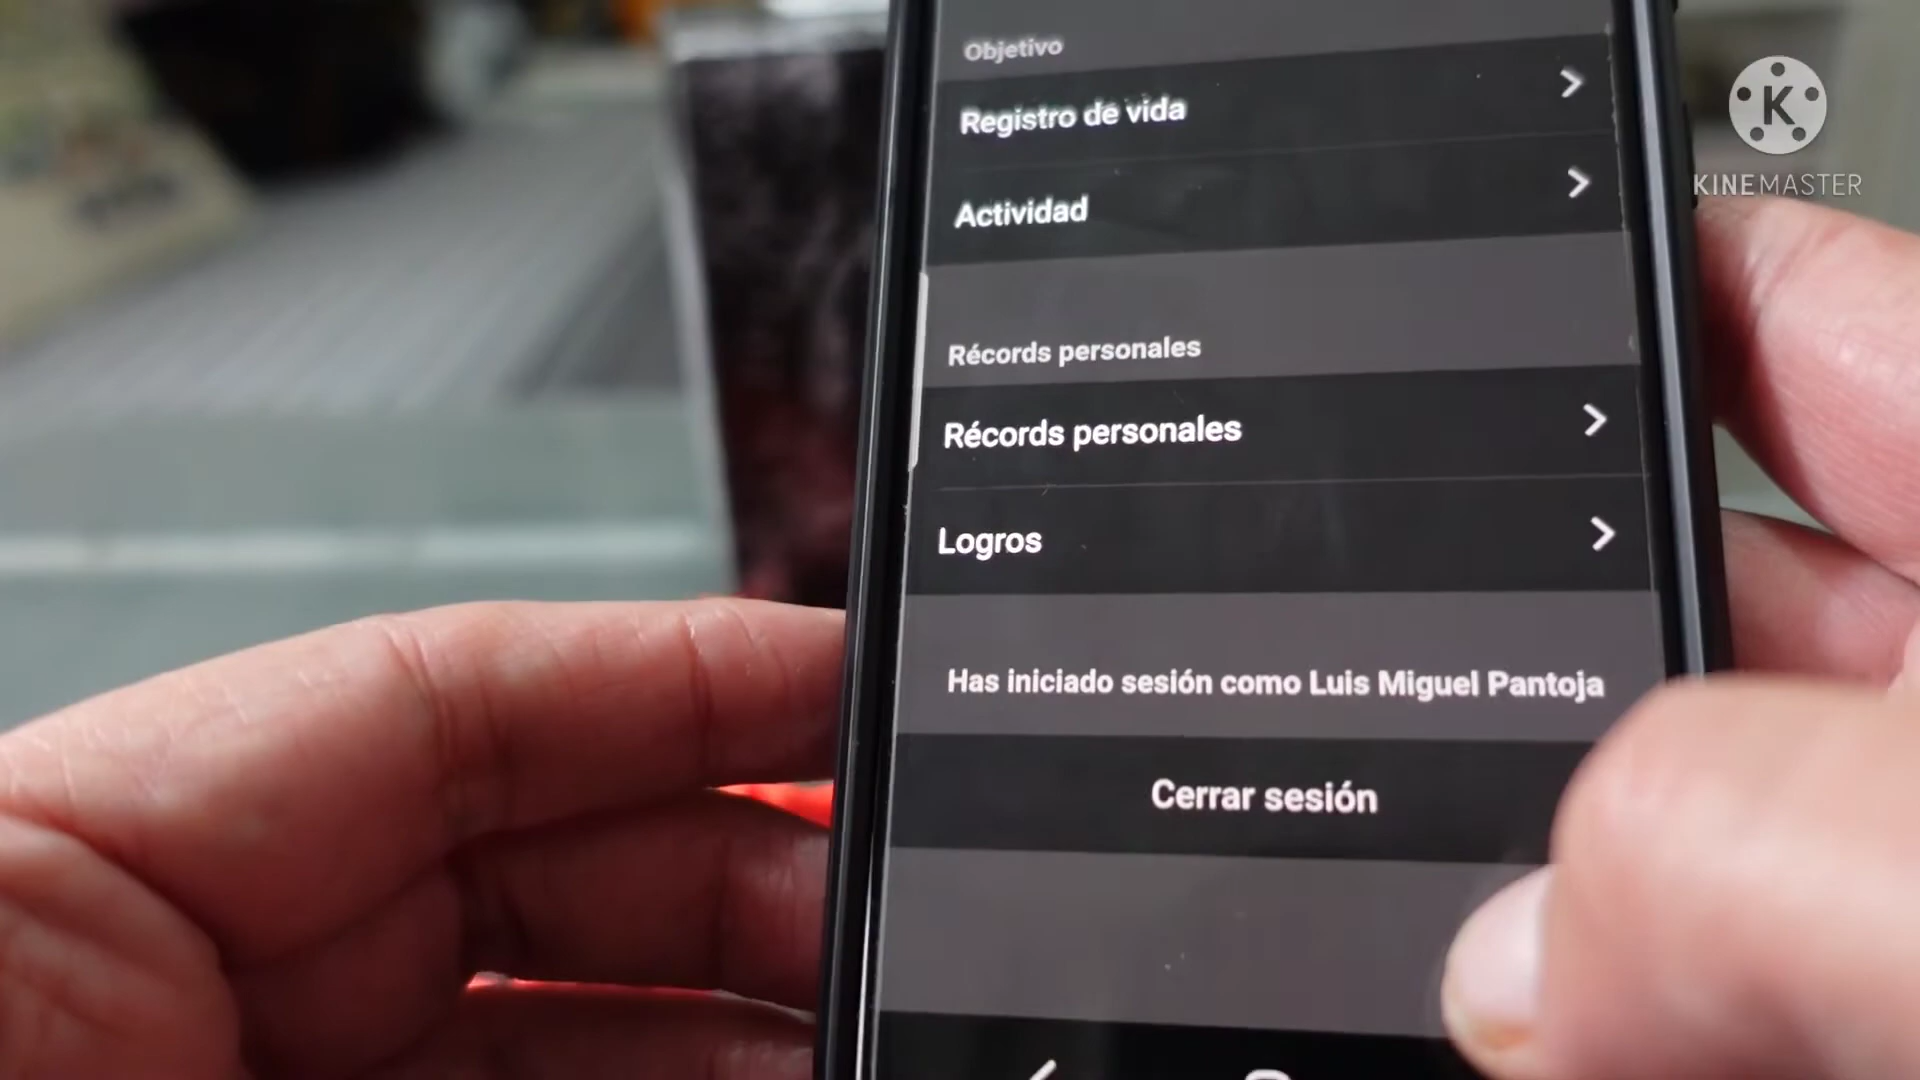 Objetivo
Registro de vida
Actividad
Récords personales
Récords personales
Logros
Has iniciado sesión como Luis Miguel Pantoja
Cerrar sesión
K
KINEMASTER